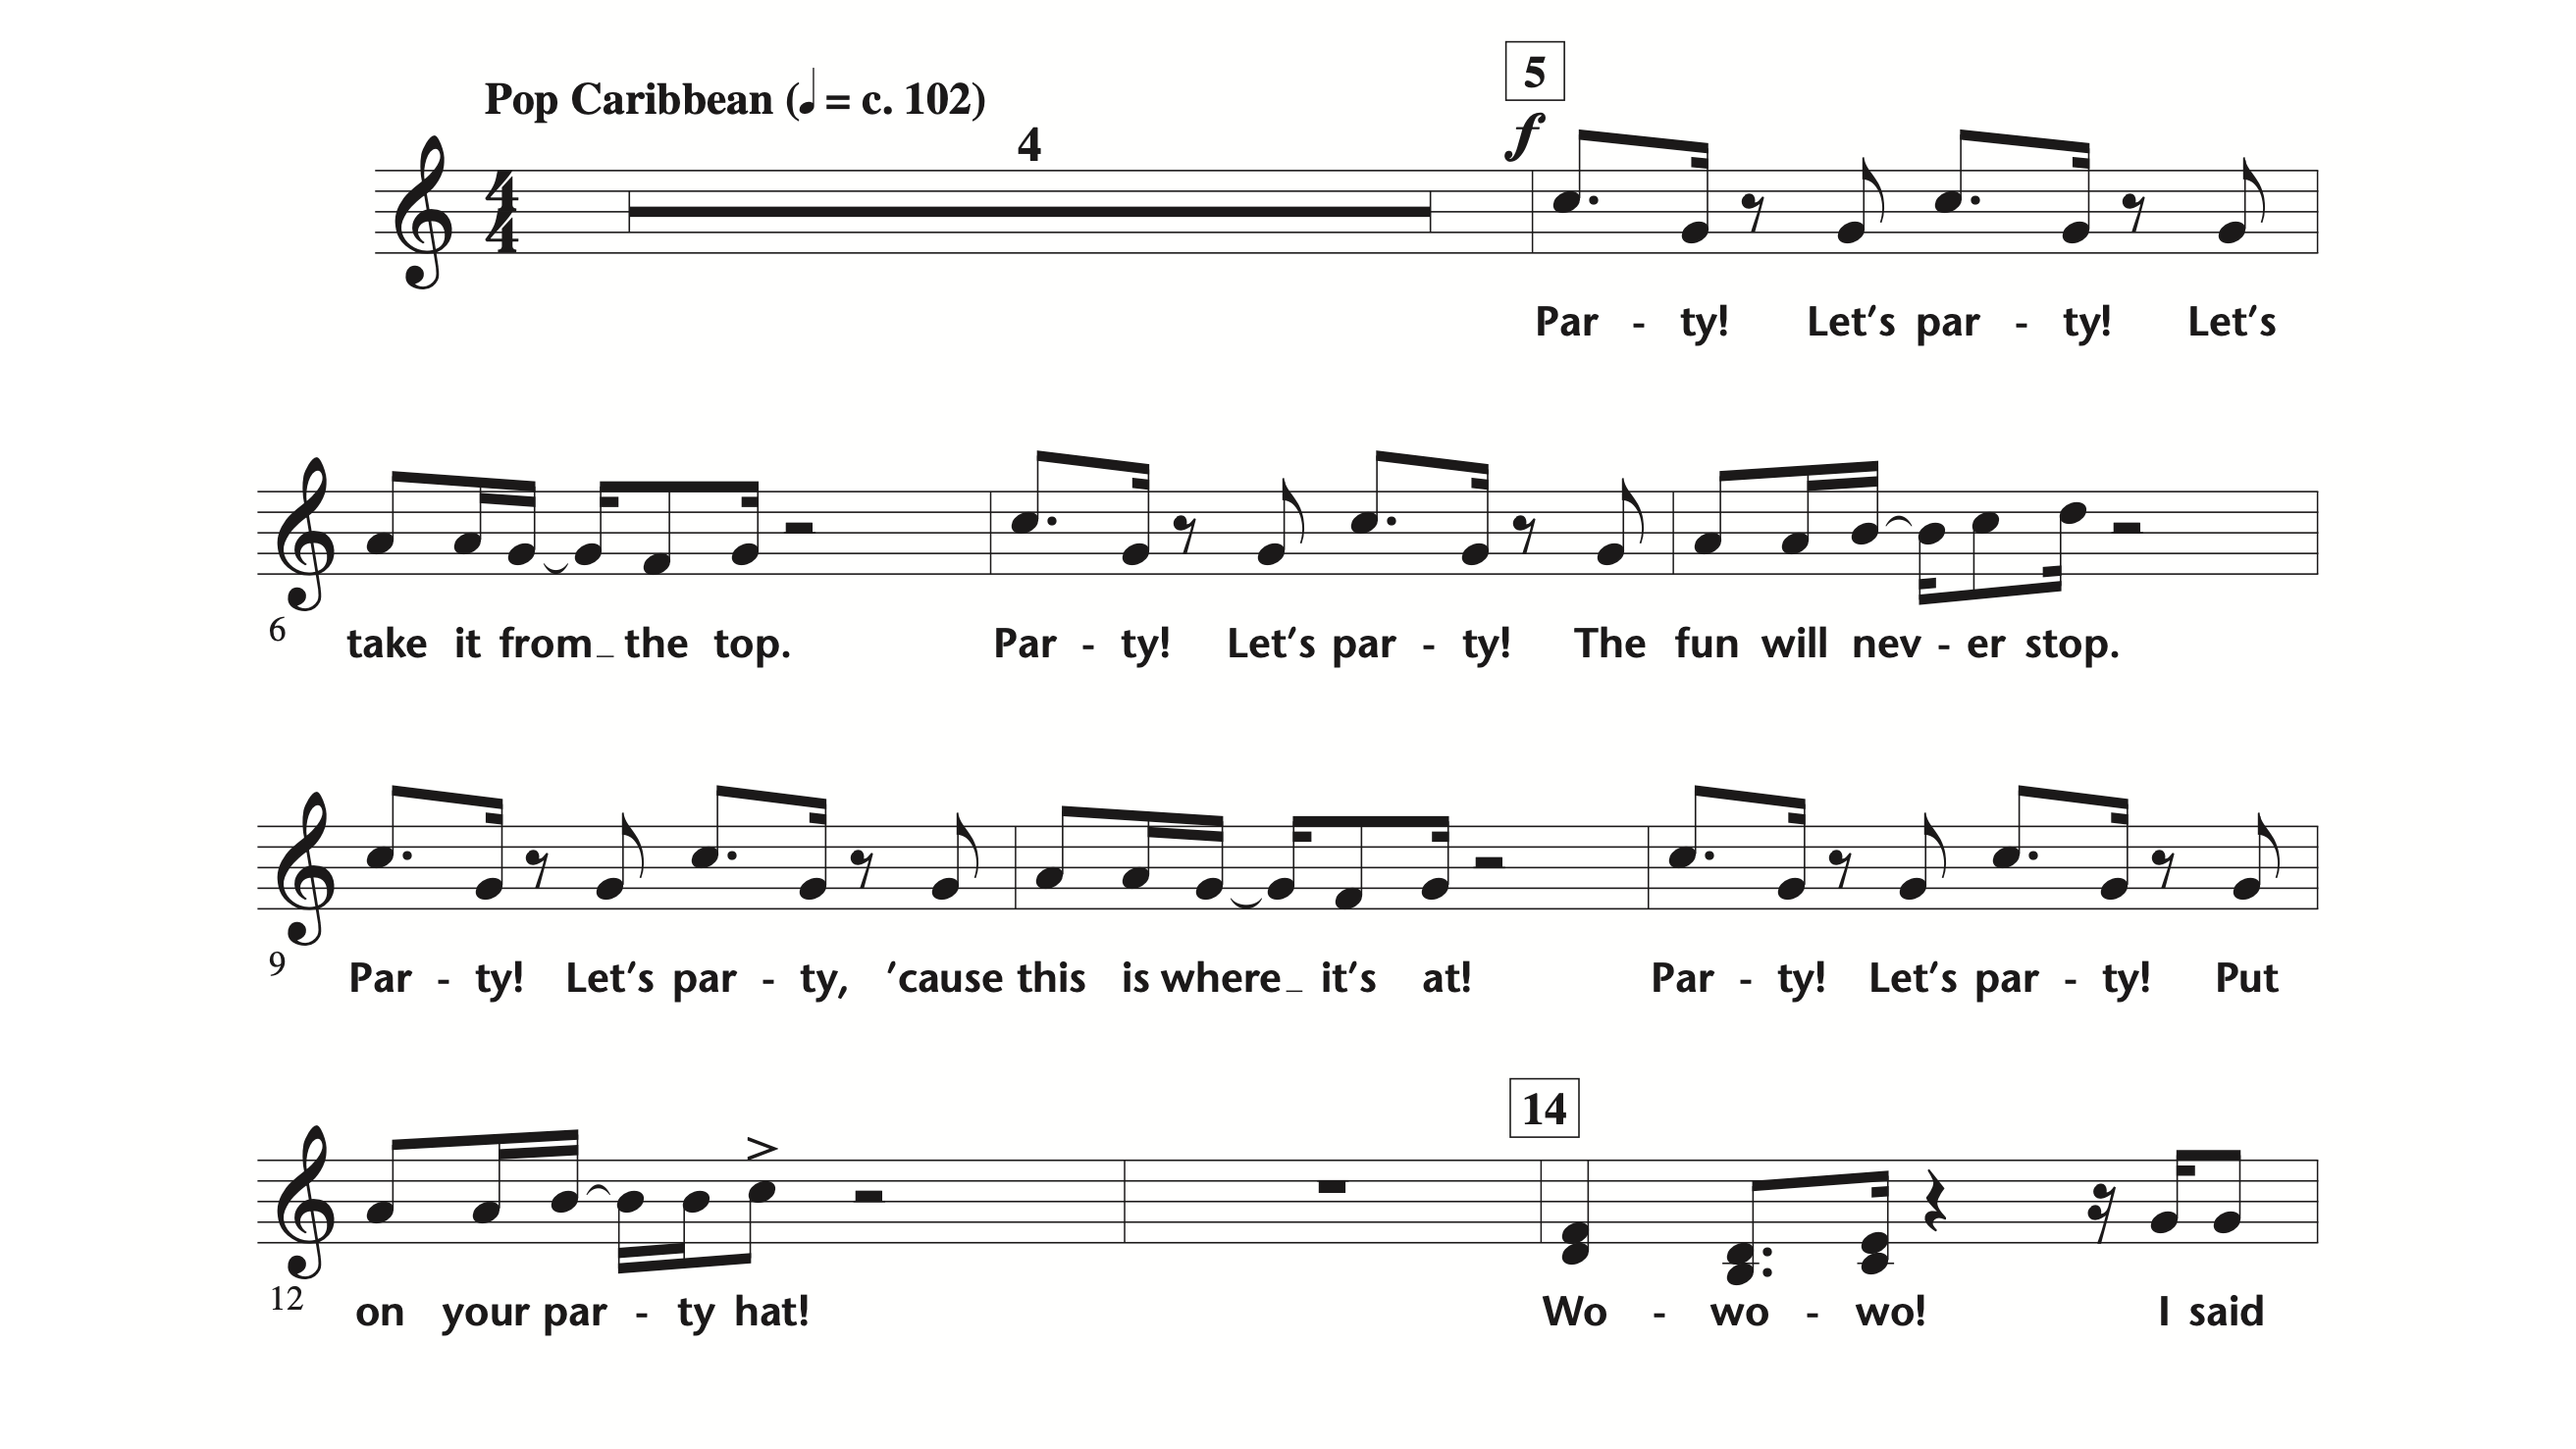 5
Pop Caribbean (♩ = c. 102)
4
f
4
4
Par - ty! Let’s par - ty! Let’s
6 take it from_ the top. Par - ty! Let’s par - ty! The fun will nev - er stop.
9 Par - ty! Let’s par - ty, ’cause this is where_ it’s at! Par - ty! Let’s par - ty! Put
14
12 on your par - ty hat! Wo - wo - wo! I said